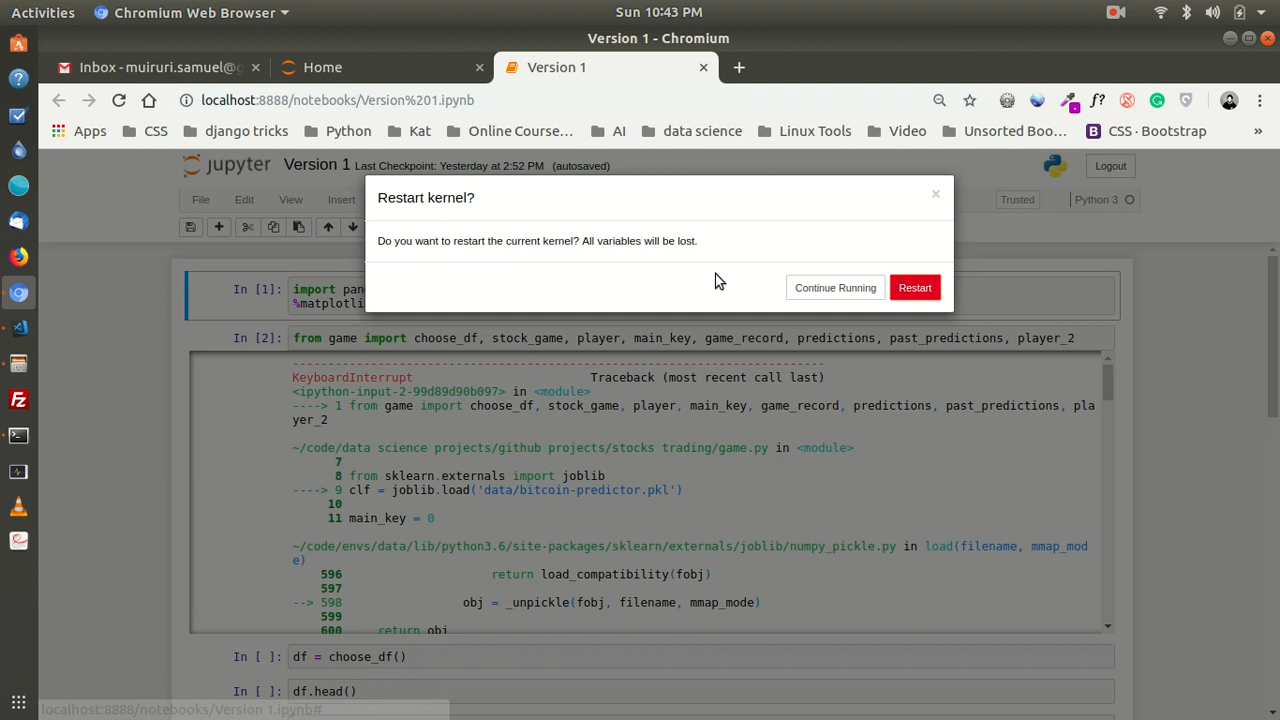 Activities Chromium Web Browser Sun 10:43 PM
Version 1 - Chromium
Inbox - muiruri.samuel@g Home Version 1
localhost:8888/notebooks/Version%201.ipynb
Apps CSS django tricks Python Kat Online Course... AI data science Linux Tools Video Unsorted Boo... B CSS · Bootstrap »
jupyter Version 1 Last Checkpoint: Yesterday at 2:52 PM (autosaved) Logout
File Edit View Insert Trusted Python 3
Restart kernel? ×
Do you want to restart the current kernel? All variables will be lost.
Continue Running Restart
In [1]: import pan
%matplotli
In [2]: from game import choose_df, stock_game, player, main_key, game_record, predictions, past_predictions, player_2
---------------------------------------------------------------------------
KeyboardInterrupt Traceback (most recent call last)
<ipython-input-2-99d89d90b097> in <module>
----> 1 from game import choose_df, stock_game, player, main_key, game_record, predictions, past_predictions, pla
yer_2
~/code/data science projects/github projects/stocks trading/game.py in <module>
7
8 from sklearn.externals import joblib
----> 9 clf = joblib.load('data/bitcoin-predictor.pkl')
10
11 main_key = 0
~/code/envs/data/lib/python3.6/site-packages/sklearn/externals/joblib/numpy_pickle.py in load(filename, mmap_mod
e)
596 return load_compatibility(fobj)
597
--> 598 obj = _unpickle(fobj, filename, mmap_mode)
599
600 return obj
In [ ]: df = choose_df()
In [ ]: df.head()
localhost:8888/notebooks/Version 1.ipynb#